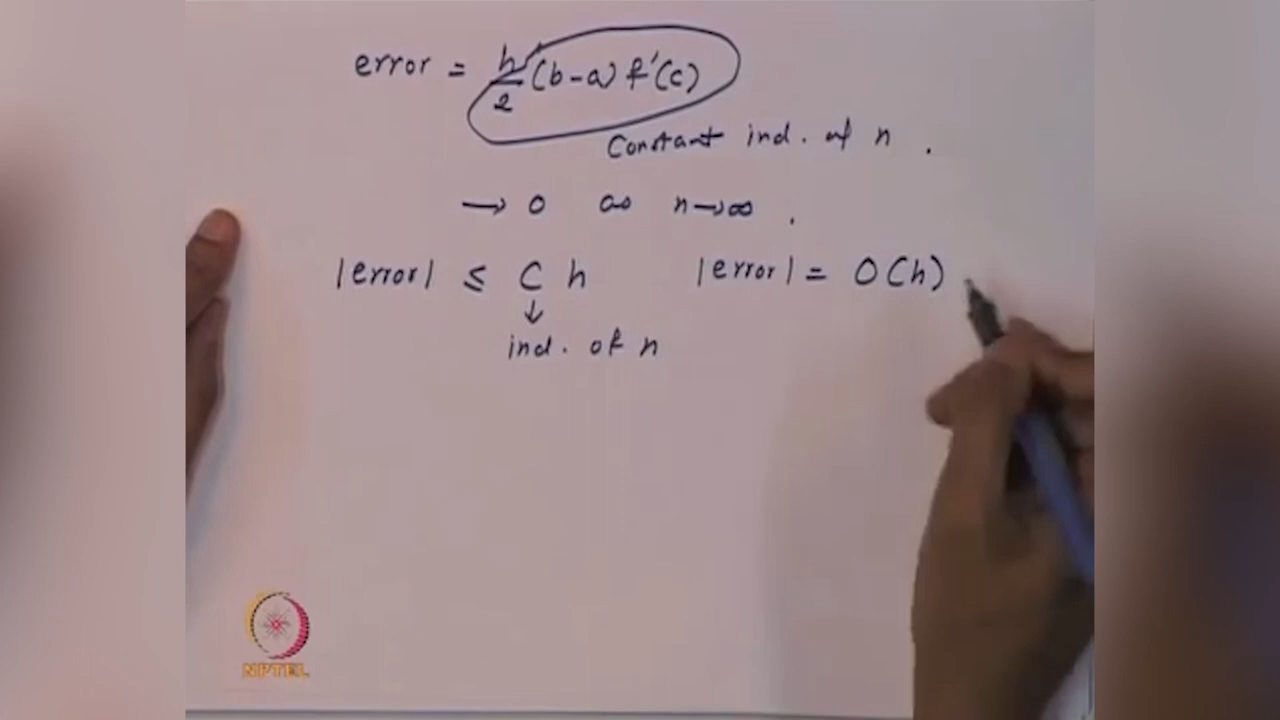 error = h/2 (b-a) f'(c)
Constant ind. of n .
→ 0 as n→∞ .
|error| ≤ C h |error| = O(h)
↓
ind. of n
NPTEL